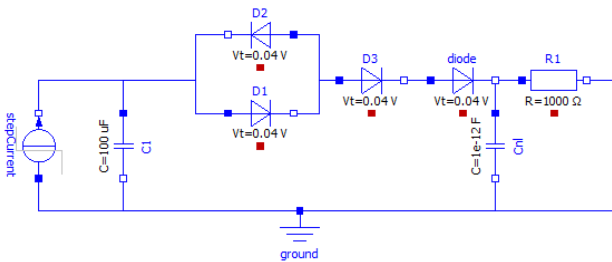 D2
Vt=0.04 V
D1
Vt=0.04 V
D3
Vt=0.04 V
diode
Vt=0.04 V
R1
R=1000 Ω
stepCurrent
C=100 uF
C1
C=1e-12 F
Cnl
ground